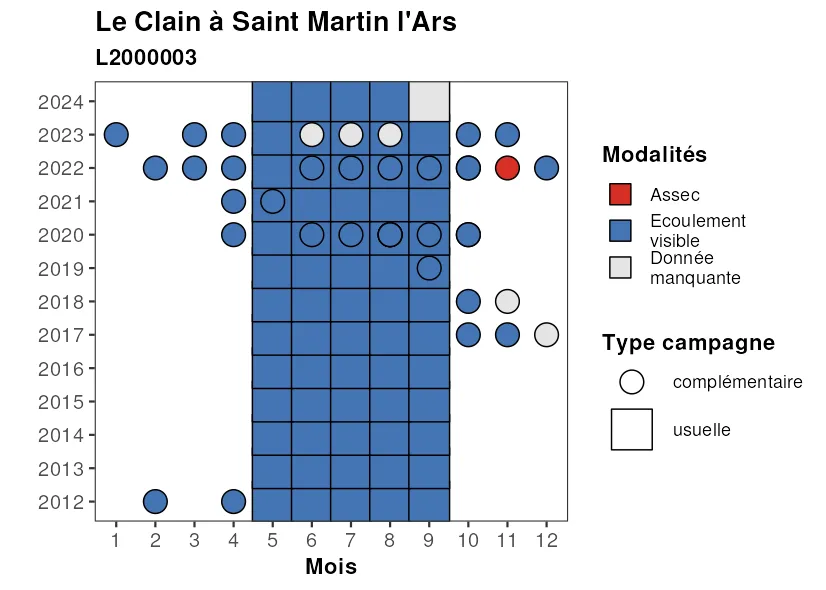 Le Clain à Saint Martin l'Ars
L2000003
2024
2023
2022
2021
2020
2019
2018
2017
2016
2015
2014
2013
2012
1 2 3 4 5 6 7 8 9 10 11 12
Mois
Modalités
Assec
Ecoulement
visible
Donnée
manquante
Type campagne
complémentaire
usuelle